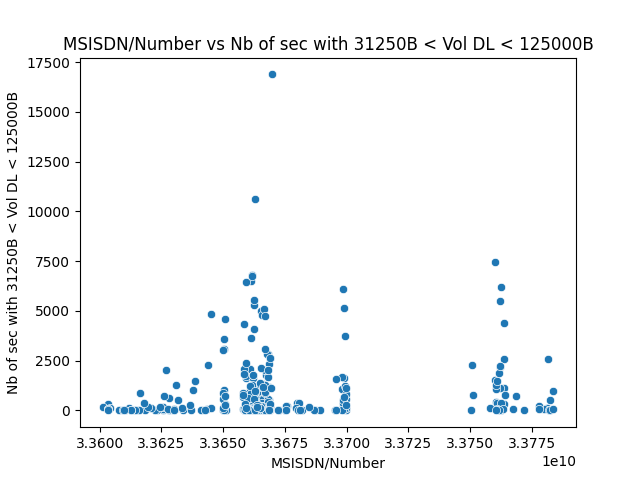 MSISDN/Number vs Nb of sec with 31250B < Vol DL < 125000B
Nb of sec with 31250B < Vol DL < 125000B
17500
15000
12500
10000
7500
5000
2500
0
3.3600 3.3625 3.3650 3.3675 3.3700 3.3725 3.3750 3.3775
1e10
MSISDN/Number